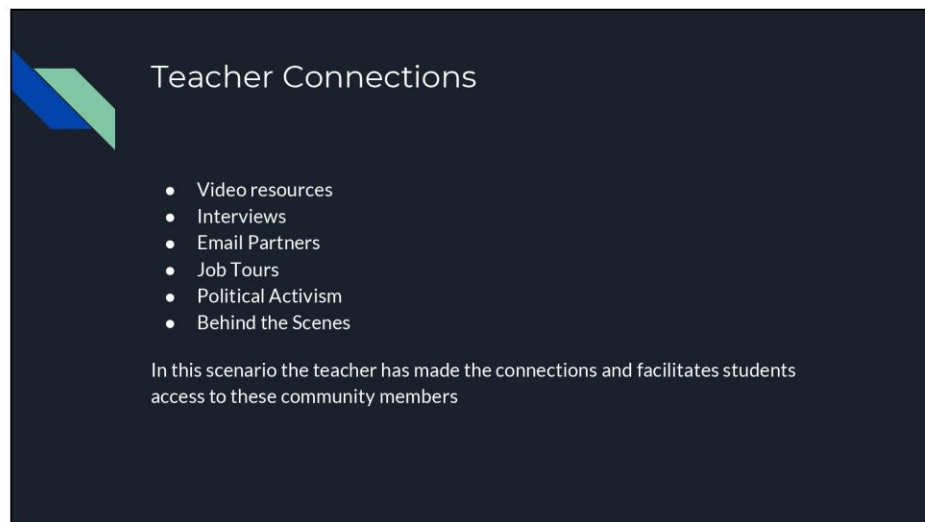 Teacher Connections
● Video resources
● Interviews
● Email Partners
● Job Tours
● Political Activism
● Behind the Scenes
In this scenario the teacher has made the connections and facilitates students
access to these community members